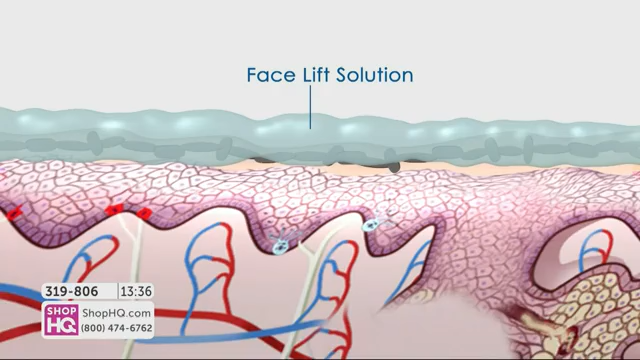 Face Lift Solution
319-806 13:36
SHOP HQ ShopHQ.com
(800) 474-6762